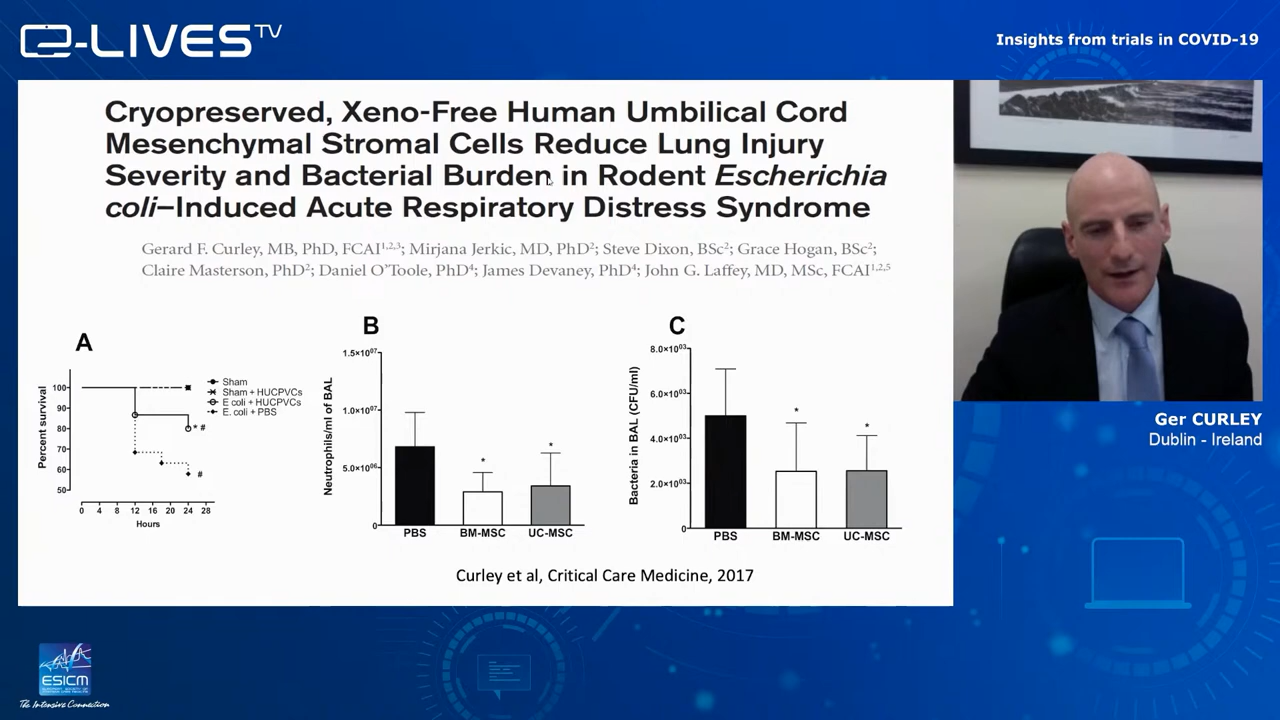 e-LIVES TV
Insights from trials in COVID-19
Cryopreserved, Xeno-Free Human Umbilical Cord
Mesenchymal Stromal Cells Reduce Lung Injury
Severity and Bacterial Burden in Rodent Escherichia
coli–Induced Acute Respiratory Distress Syndrome
Gerard F. Curley, MB, PhD, FCAI1,2,3; Mirjana Jerkic, MD, PhD2; Steve Dixon, BSc2; Grace Hogan, BSc2;
Claire Masterson, PhD2; Daniel O'Toole, PhD4; James Devaney, PhD4; John G. Laffey, MD, MSc, FCAI1,2,5
A
Percent survival
100
90
80
70
60
50
* #
#
0 4 8 12 16 20 24 28
Hours
Sham
Sham + HUCPVCs
E coli + HUCPVCs
E. coli + PBS
B
Neutrophils/ml of BAL
1.5×10⁰⁷
1.0×10⁰⁷
5.0×10⁰⁶
0
*
*
PBS BM-MSC UC-MSC
C
Bacteria in BAL (CFU/ml)
8.0×10⁰³
6.0×10⁰³
4.0×10⁰³
2.0×10⁰³
0
*
*
PBS BM-MSC UC-MSC
Curley et al, Critical Care Medicine, 2017
Ger CURLEY
Dublin - Ireland
ESICM
The Intensive Connection